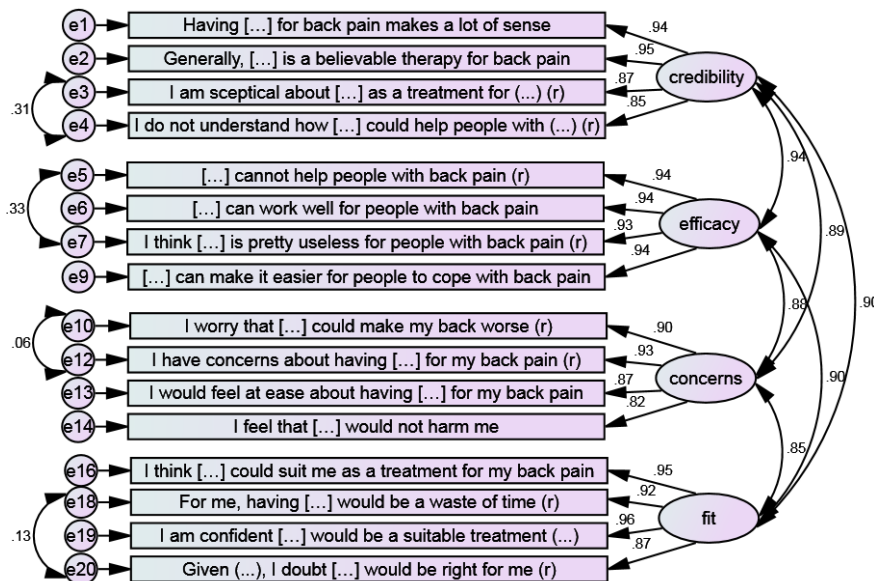 e1 Having [...] for back pain makes a lot of sense .94
e2 Generally, [...] is a believable therapy for back pain .95
credibility
e3 I am sceptical about [...] as a treatment for (...) (r) .87
.31
e4 I do not understand how [...] could help people with (...) (r) .85
.94
e5 [...] cannot help people with back pain (r) .94
e6 [...] can work well for people with back pain .94
.33
efficacy
.89
e7 I think [...] is pretty useless for people with back pain (r) .93
e9 [...] can make it easier for people to cope with back pain .94
.88
.90
e10 I worry that [...] could make my back worse (r) .90
.06
e12 I have concerns about having [...] for my back pain (r) .93
concerns
.90
e13 I would feel at ease about having [...] for my back pain .87
e14 I feel that [...] would not harm me .82
.85
e16 I think [...] could suit me as a treatment for my back pain .95
e18 For me, having [...] would be a waste of time (r) .92
fit
.13
e19 I am confident [...] would be a suitable treatment (...) .96
e20 Given (...), I doubt [...] would be right for me (r) .87